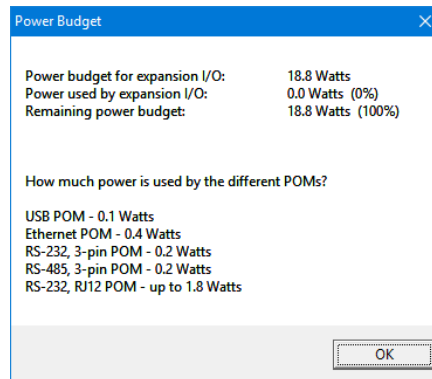 Power Budget
Power budget for expansion I/O: 18.8 Watts
Power used by expansion I/O: 0.0 Watts (0%)
Remaining power budget: 18.8 Watts (100%)
How much power is used by the different POMs?
USB POM - 0.1 Watts
Ethernet POM - 0.4 Watts
RS-232, 3-pin POM - 0.2 Watts
RS-485, 3-pin POM - 0.2 Watts
RS-232, RJ12 POM - up to 1.8 Watts
OK